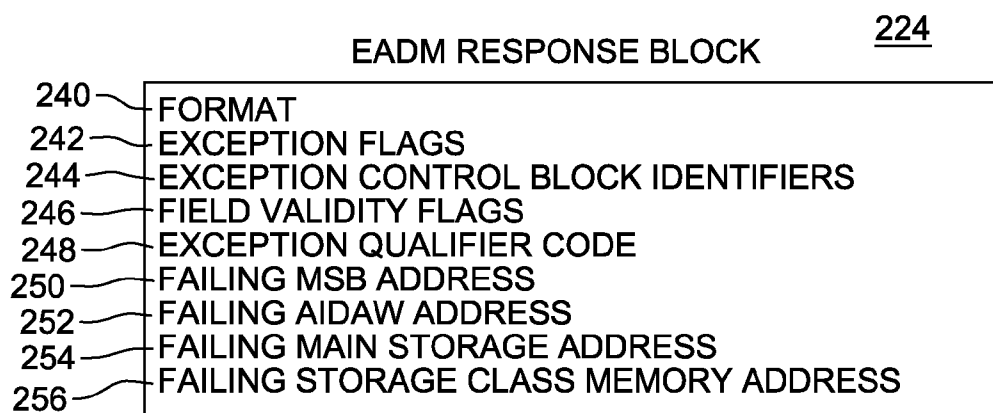 224
EADM RESPONSE BLOCK
240 FORMAT
242 EXCEPTION FLAGS
244 EXCEPTION CONTROL BLOCK IDENTIFIERS
246 FIELD VALIDITY FLAGS
248 EXCEPTION QUALIFIER CODE
250 FAILING MSB ADDRESS
252 FAILING AIDAW ADDRESS
254 FAILING MAIN STORAGE ADDRESS
256 FAILING STORAGE CLASS MEMORY ADDRESS